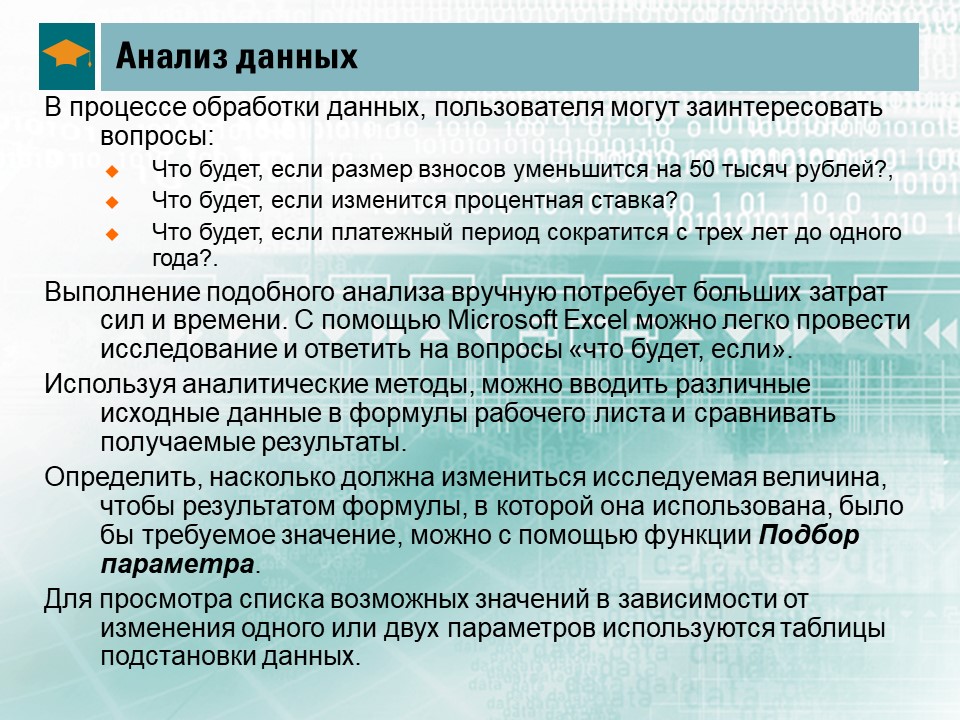 Анализ данных
В процессе обработки данных, пользователя могут заинтересовать
вопросы:
Что будет, если размер взносов уменьшится на 50 тысяч рублей?,
Что будет, если изменится процентная ставка?
Что будет, если платежный период сократится с трех лет до одного
года?.
Выполнение подобного анализа вручную потребует больших затрат
сил и времени. С помощью Microsoft Excel можно легко провести
исследование и ответить на вопросы «что будет, если».
Используя аналитические методы, можно вводить различные
исходные данные в формулы рабочего листа и сравнивать
получаемые результаты.
Определить, насколько должна измениться исследуемая величина,
чтобы результатом формулы, в которой она использована, было
бы требуемое значение, можно с помощью функции Подбор
параметра.
Для просмотра списка возможных значений в зависимости от
изменения одного или двух параметров используются таблицы
подстановки данных.